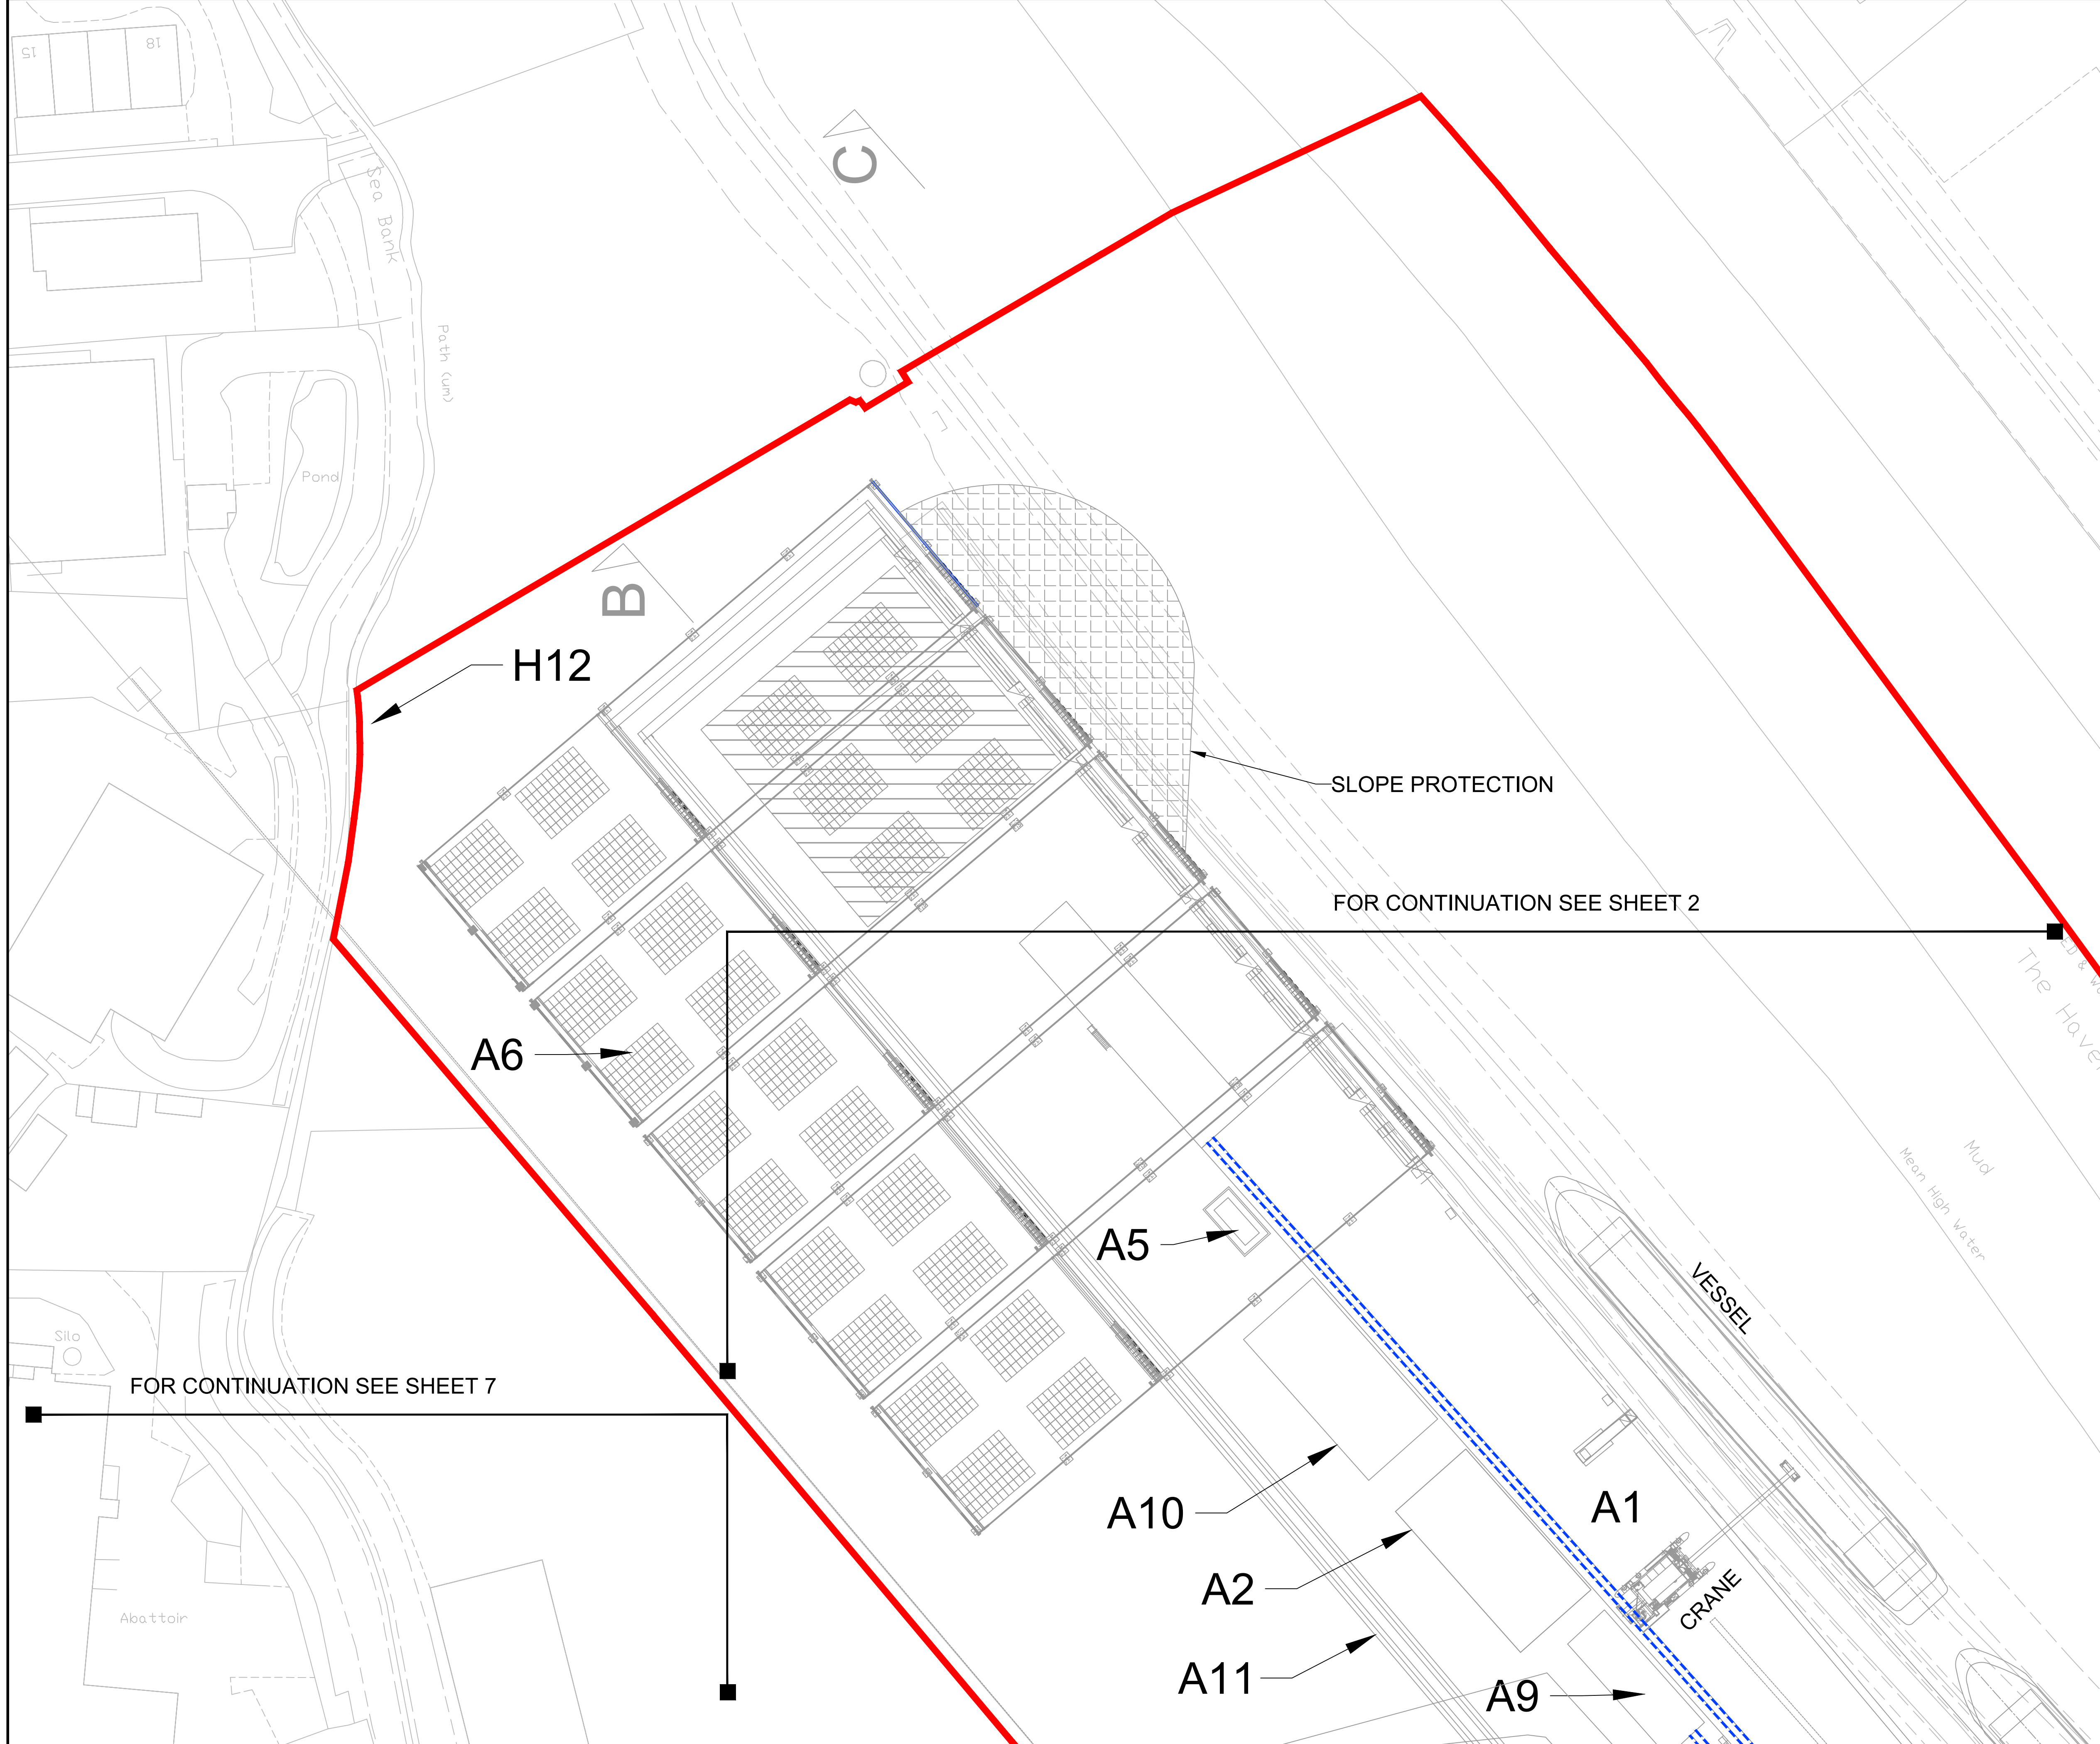 15
18
Sea Bank
C
Path (um)
Pond
B
H12
SLOPE PROTECTION
FOR CONTINUATION SEE SHEET 2
The Haven
A6
Mud
Mean High Water
A5
VESSEL
Silo
FOR CONTINUATION SEE SHEET 7
A10
A1
A2
CRANE
Abattoir
A11
A9